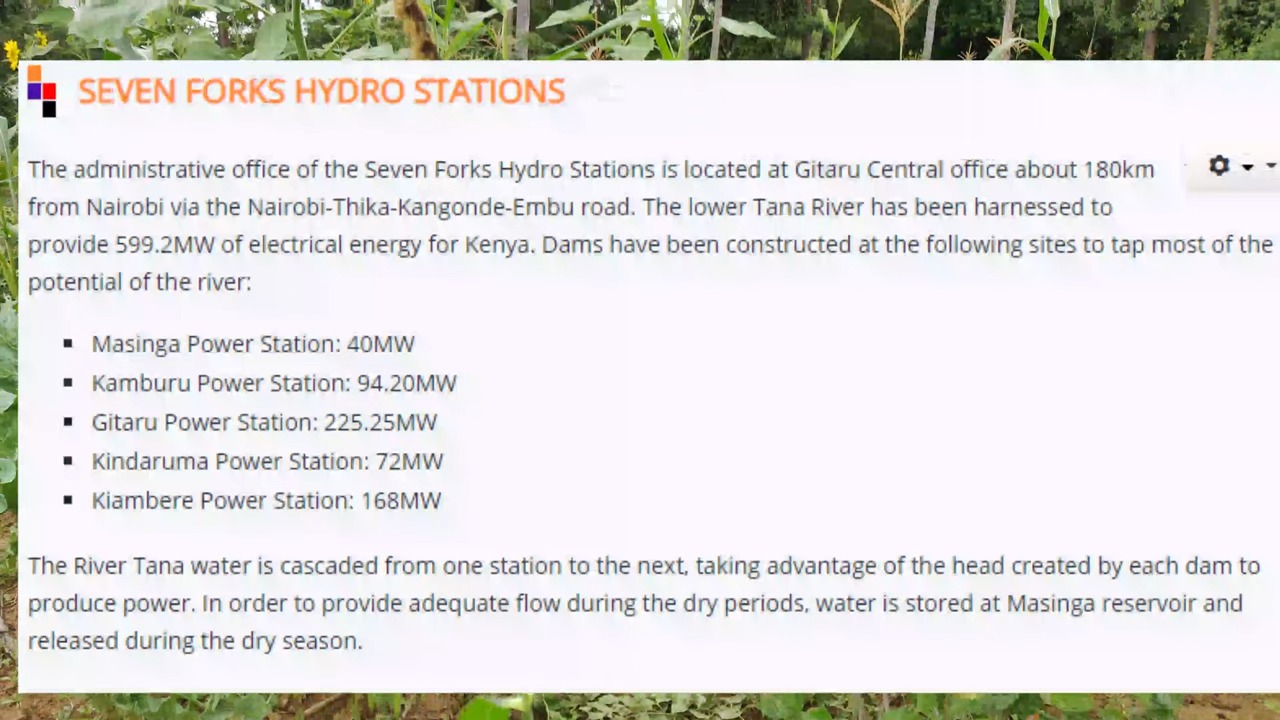 SEVEN FORKS HYDRO STATIONS
The administrative office of the Seven Forks Hydro Stations is located at Gitaru Central office about 180km
from Nairobi via the Nairobi-Thika-Kangonde-Embu road. The lower Tana River has been harnessed to
provide 599.2MW of electrical energy for Kenya. Dams have been constructed at the following sites to tap most of the
potential of the river:
▪ Masinga Power Station: 40MW
▪ Kamburu Power Station: 94.20MW
▪ Gitaru Power Station: 225.25MW
▪ Kindaruma Power Station: 72MW
▪ Kiambere Power Station: 168MW
The River Tana water is cascaded from one station to the next, taking advantage of the head created by each dam to
produce power. In order to provide adequate flow during the dry periods, water is stored at Masinga reservoir and
released during the dry season.